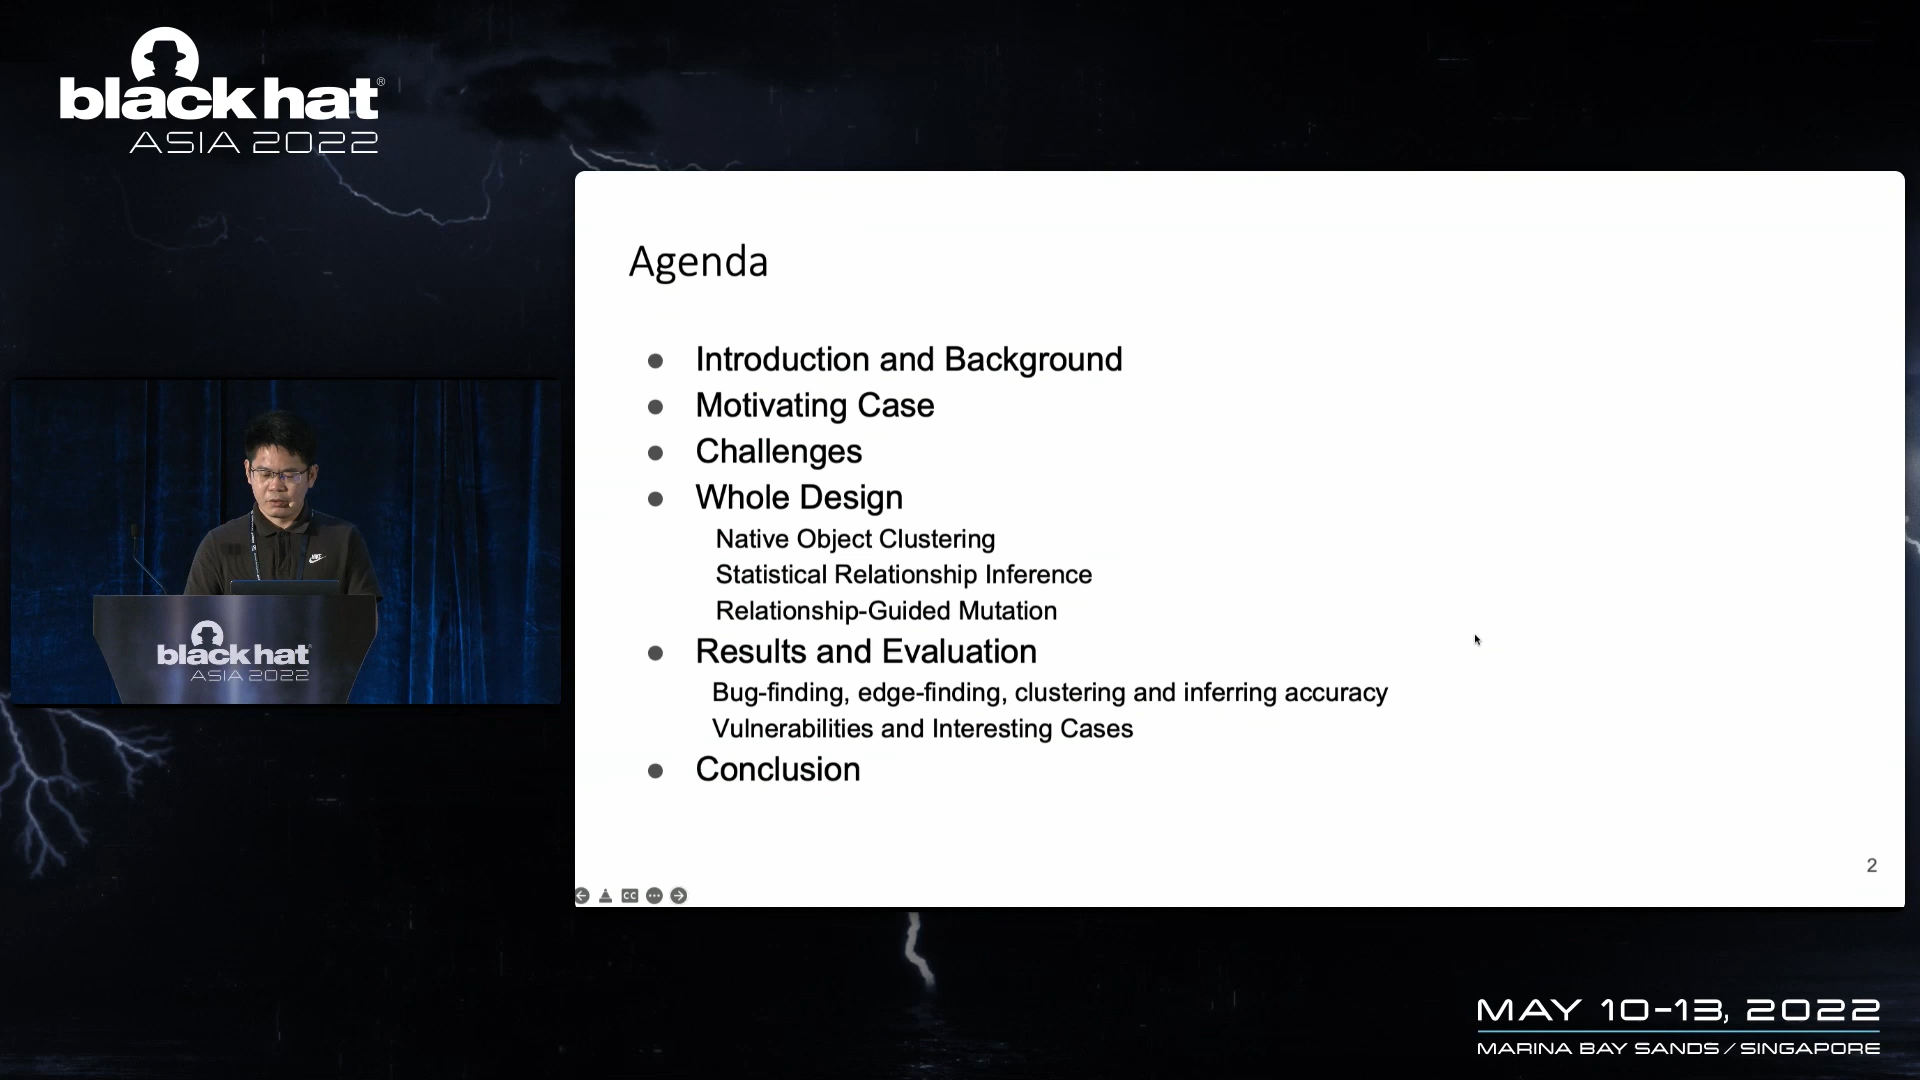 black hat®
ASIA 2022
Agenda
● Introduction and Background
● Motivating Case
● Challenges
● Whole Design
Native Object Clustering
Statistical Relationship Inference
Relationship-Guided Mutation
● Results and Evaluation
Bug-finding, edge-finding, clustering and inferring accuracy
Vulnerabilities and Interesting Cases
● Conclusion
2
CC
NIKE
black hat
ASIA 2022
MAY 10-13, 2022
MARINA BAY SANDS / SINGAPORE